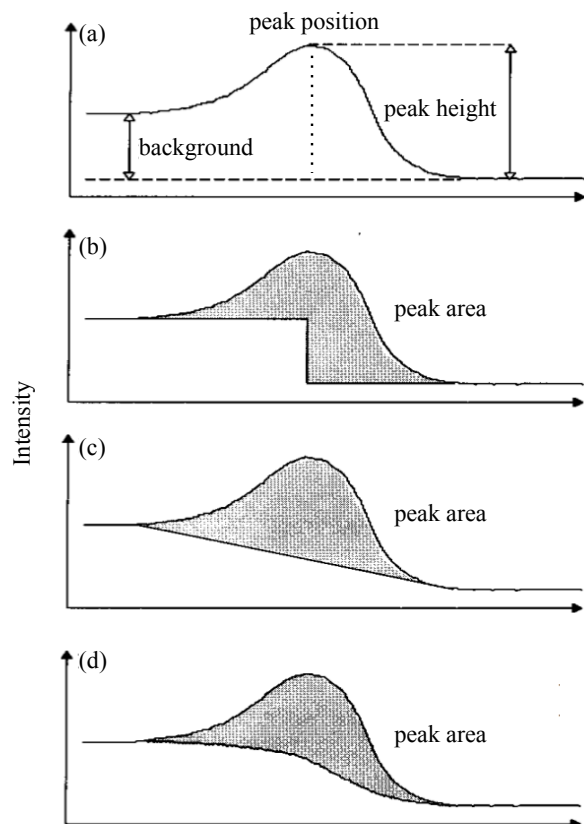 peak position
(a)
peak height
background
(b)
peak area
Intensity
(c)
peak area
(d)
peak area